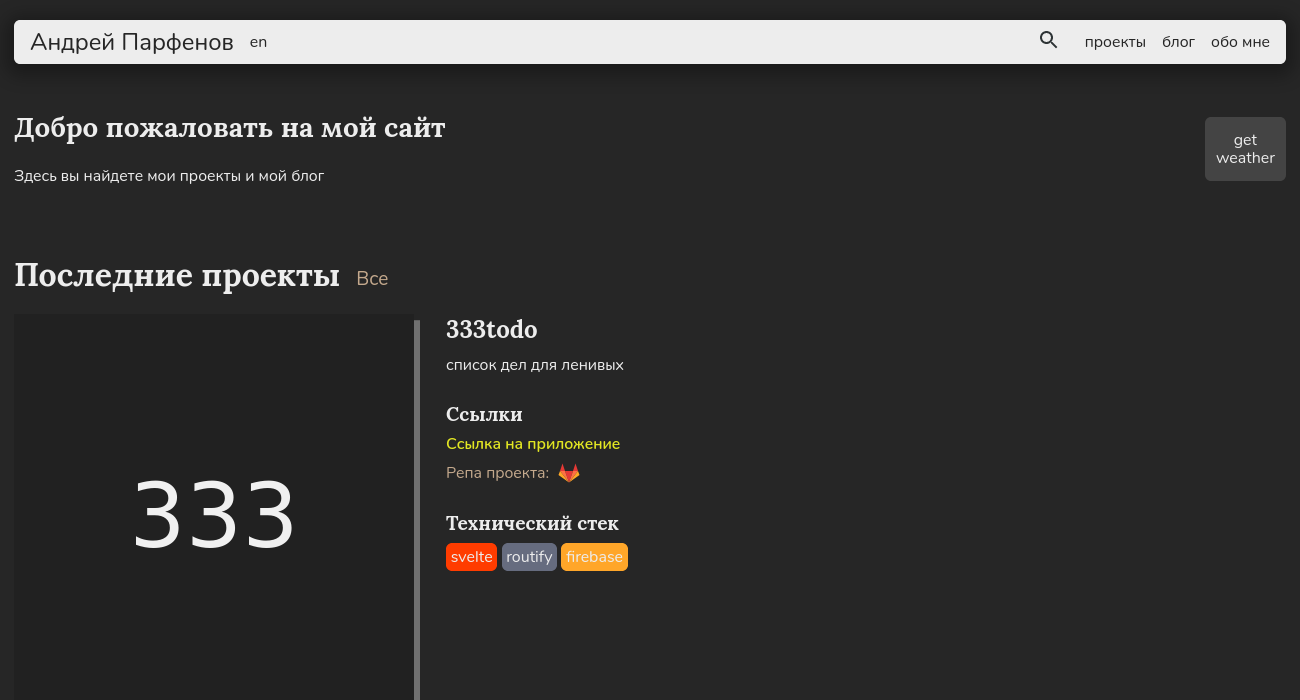 Андрей Парфенов en проекты блог обо мне
Добро пожаловать на мой сайт
Здесь вы найдете мои проекты и мой блог
get
weather
Последние проекты Все
333
333todo
список дел для ленивых
Ссылки
Ссылка на приложение
Репа проекта:
Технический стек
svelte routify firebase